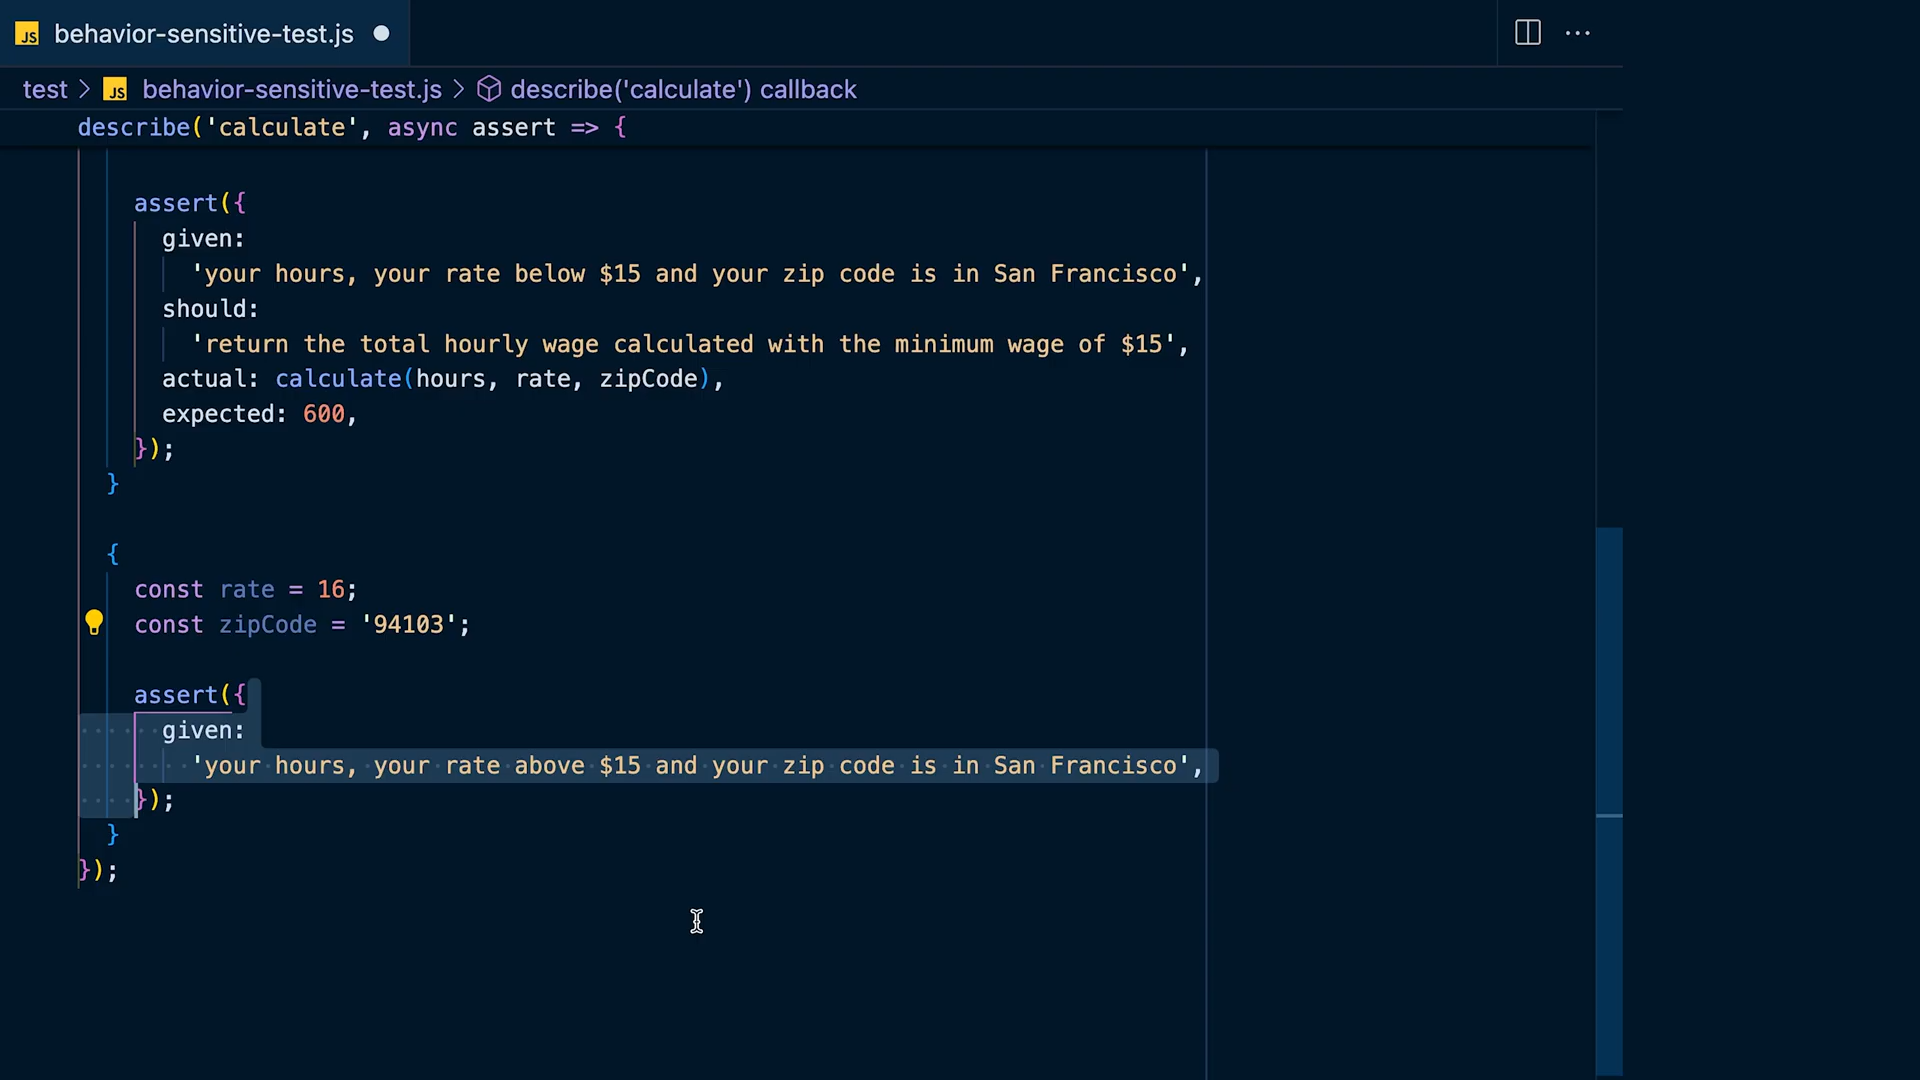 JS behavior-sensitive-test.js
test > JS behavior-sensitive-test.js > describe('calculate') callback
describe('calculate', async assert => {
assert({
given:
'your hours, your rate below $15 and your zip code is in San Francisco',
should:
'return the total hourly wage calculated with the minimum wage of $15',
actual: calculate(hours, rate, zipCode),
expected: 600,
});
}
{
const rate = 16;
const zipCode = '94103';
assert({
given:
'your hours, your rate above $15 and your zip code is in San Francisco',
});
}
});